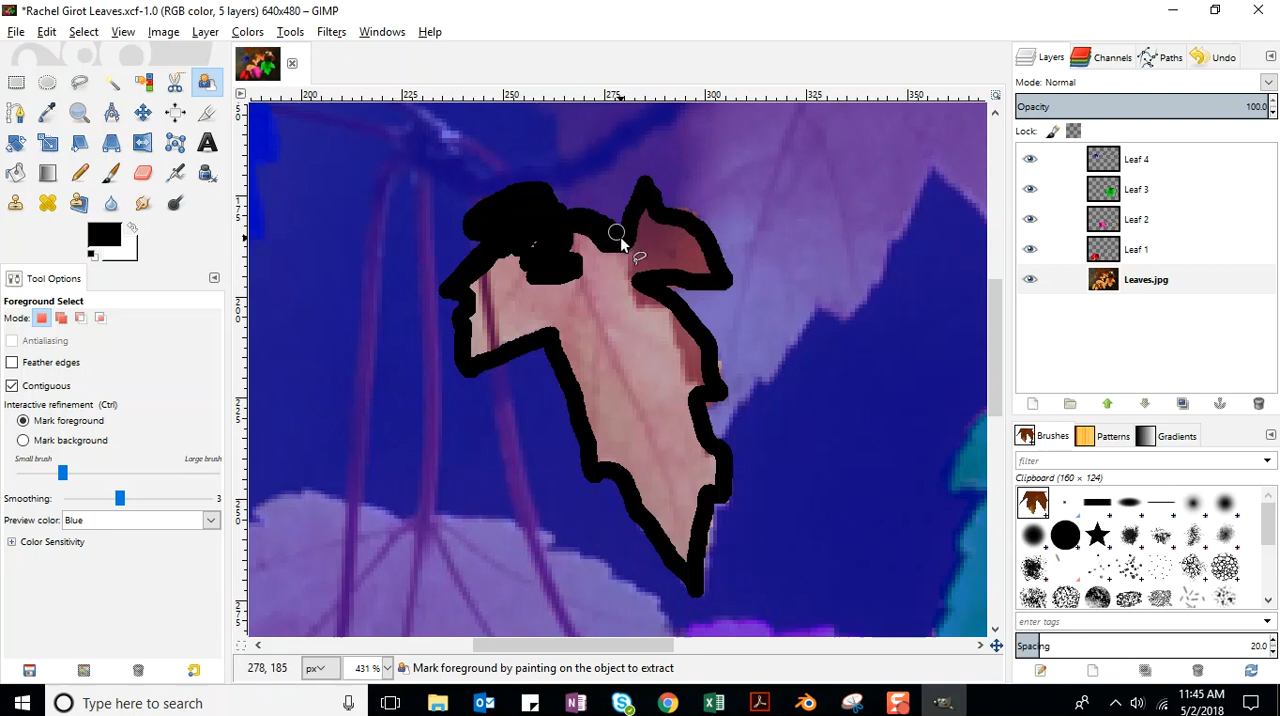 *Rachel Girot Leaves.xcf-1.0 (RGB color, 5 layers) 640x480 – GIMP
File Edit Select View Image Layer Colors Tools Filters Windows Help
Layers Channels Paths Undo
Mode: Normal
Opacity 100.0
Lock:
Leaf 4
Leaf 3
Leaf 2
Leaf 1
Leaves.jpg
200 225 250 275 300 325 350
175
200
225
250
275
Tool Options
Foreground Select
Mode:
Antialiasing
Feather edges
Contiguous
Interactive refinement (Ctrl)
Mark foreground
Mark background
Small brush Large brush
Smoothing: 3
Preview color: Blue
Color Sensitivity
Brushes Patterns Gradients
filter
Clipboard (160 × 124)
enter tags
Spacing 20.0
278, 185 px 431 % Mark foreground by painting on the object to extract
Type here to search
11:45 AM
5/2/2018